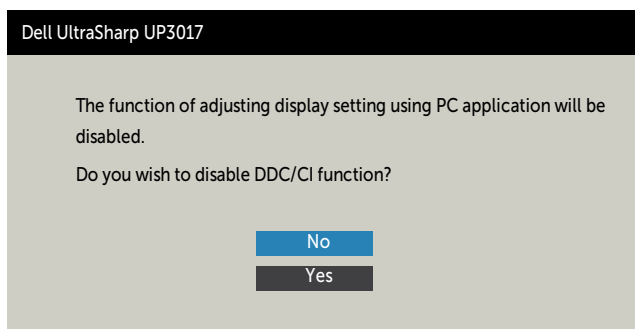 Dell UltraSharp UP3017
The function of adjusting display setting using PC application will be
disabled.
Do you wish to disable DDC/CI function?
No
Yes